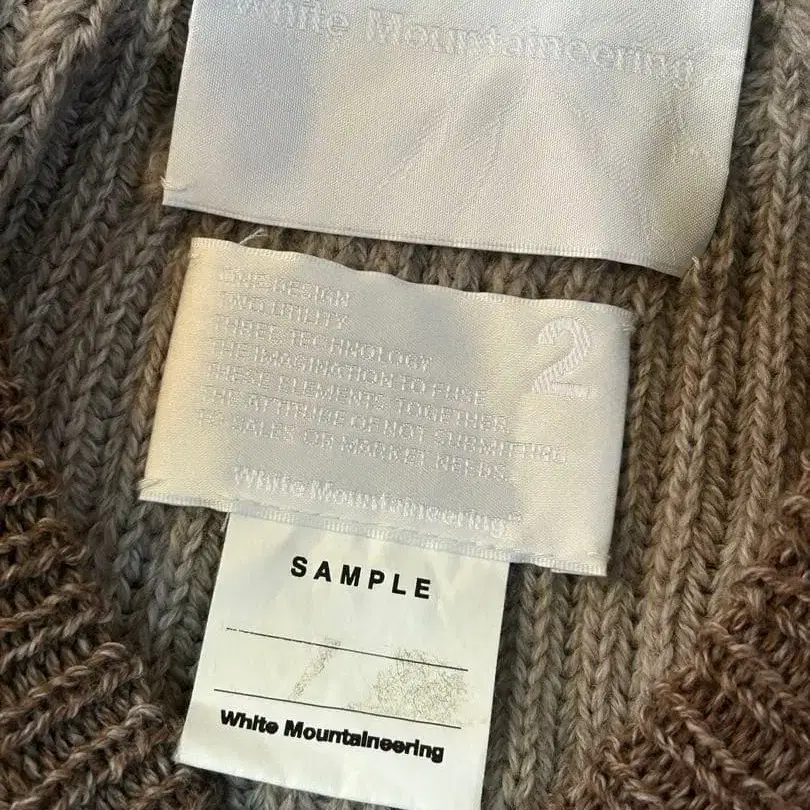 White Mountaineering
ONE DESIGN
TWO UTILITY
THREE TECHNOLOGY
THE IMAGINATION TO FUSE
THESE ELEMENTS TOGETHER.
THE ATTITUDE OF NOT SUBMITTING
TO SALES OR MARKET NEEDS.
2
White Mountaineering
SAMPLE
White Mountaineering